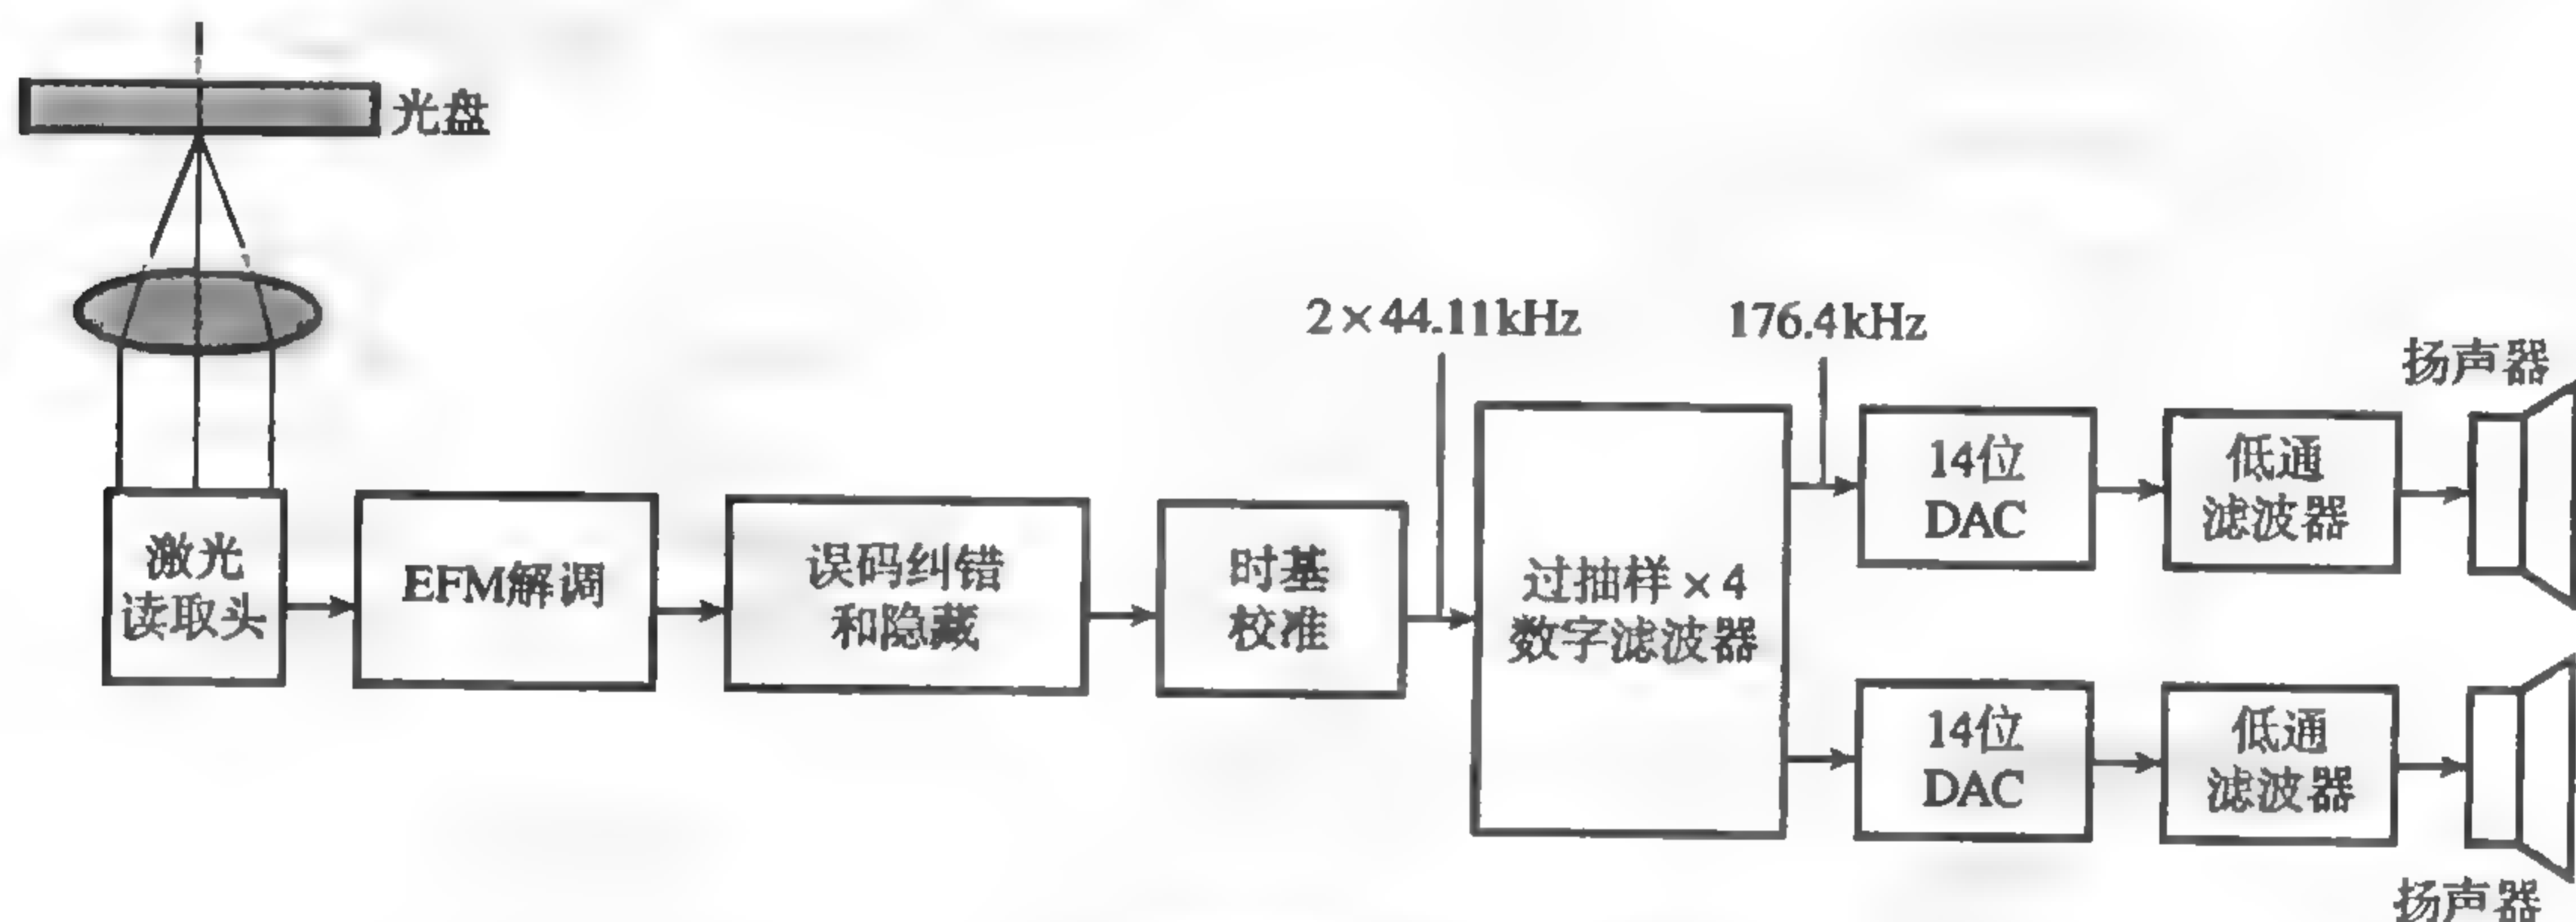 光盘
2×44.11kHz
176.4kHz
扬声器
激光
读取头
EFM解调
误码纠错
和隐藏
时基
校准
过抽样×4
数字滤波器
14位
DAC
低通
滤波器
14位
DAC
低通
滤波器
扬声器